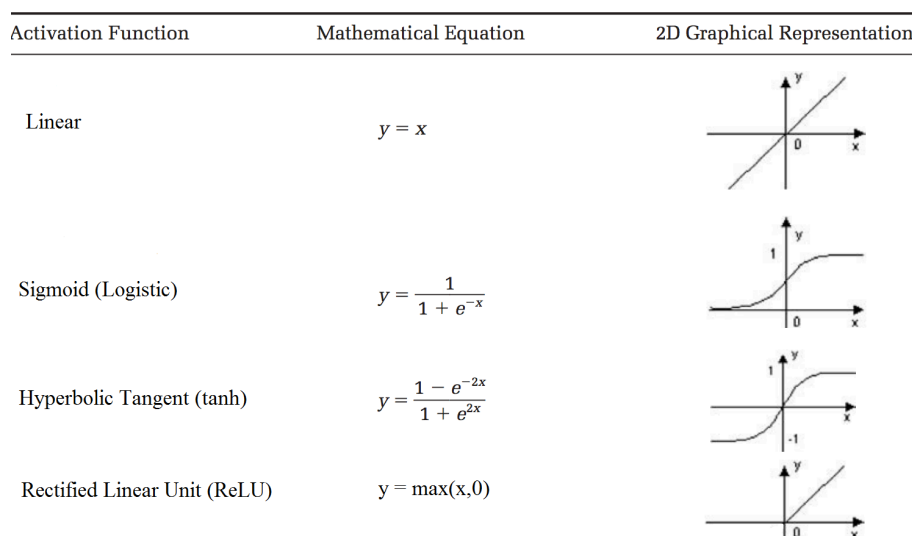 Activation Function Mathematical Equation 2D Graphical Representation
Linear y = x y 0 x
Sigmoid (Logistic) y = 1 / (1 + e^{-x}) y 1 0 x
Hyperbolic Tangent (tanh) y = (1 − e^{-2x}) / (1 + e^{2x}) y 1 x -1
Rectified Linear Unit (ReLU) y = max(x,0) y 0 x